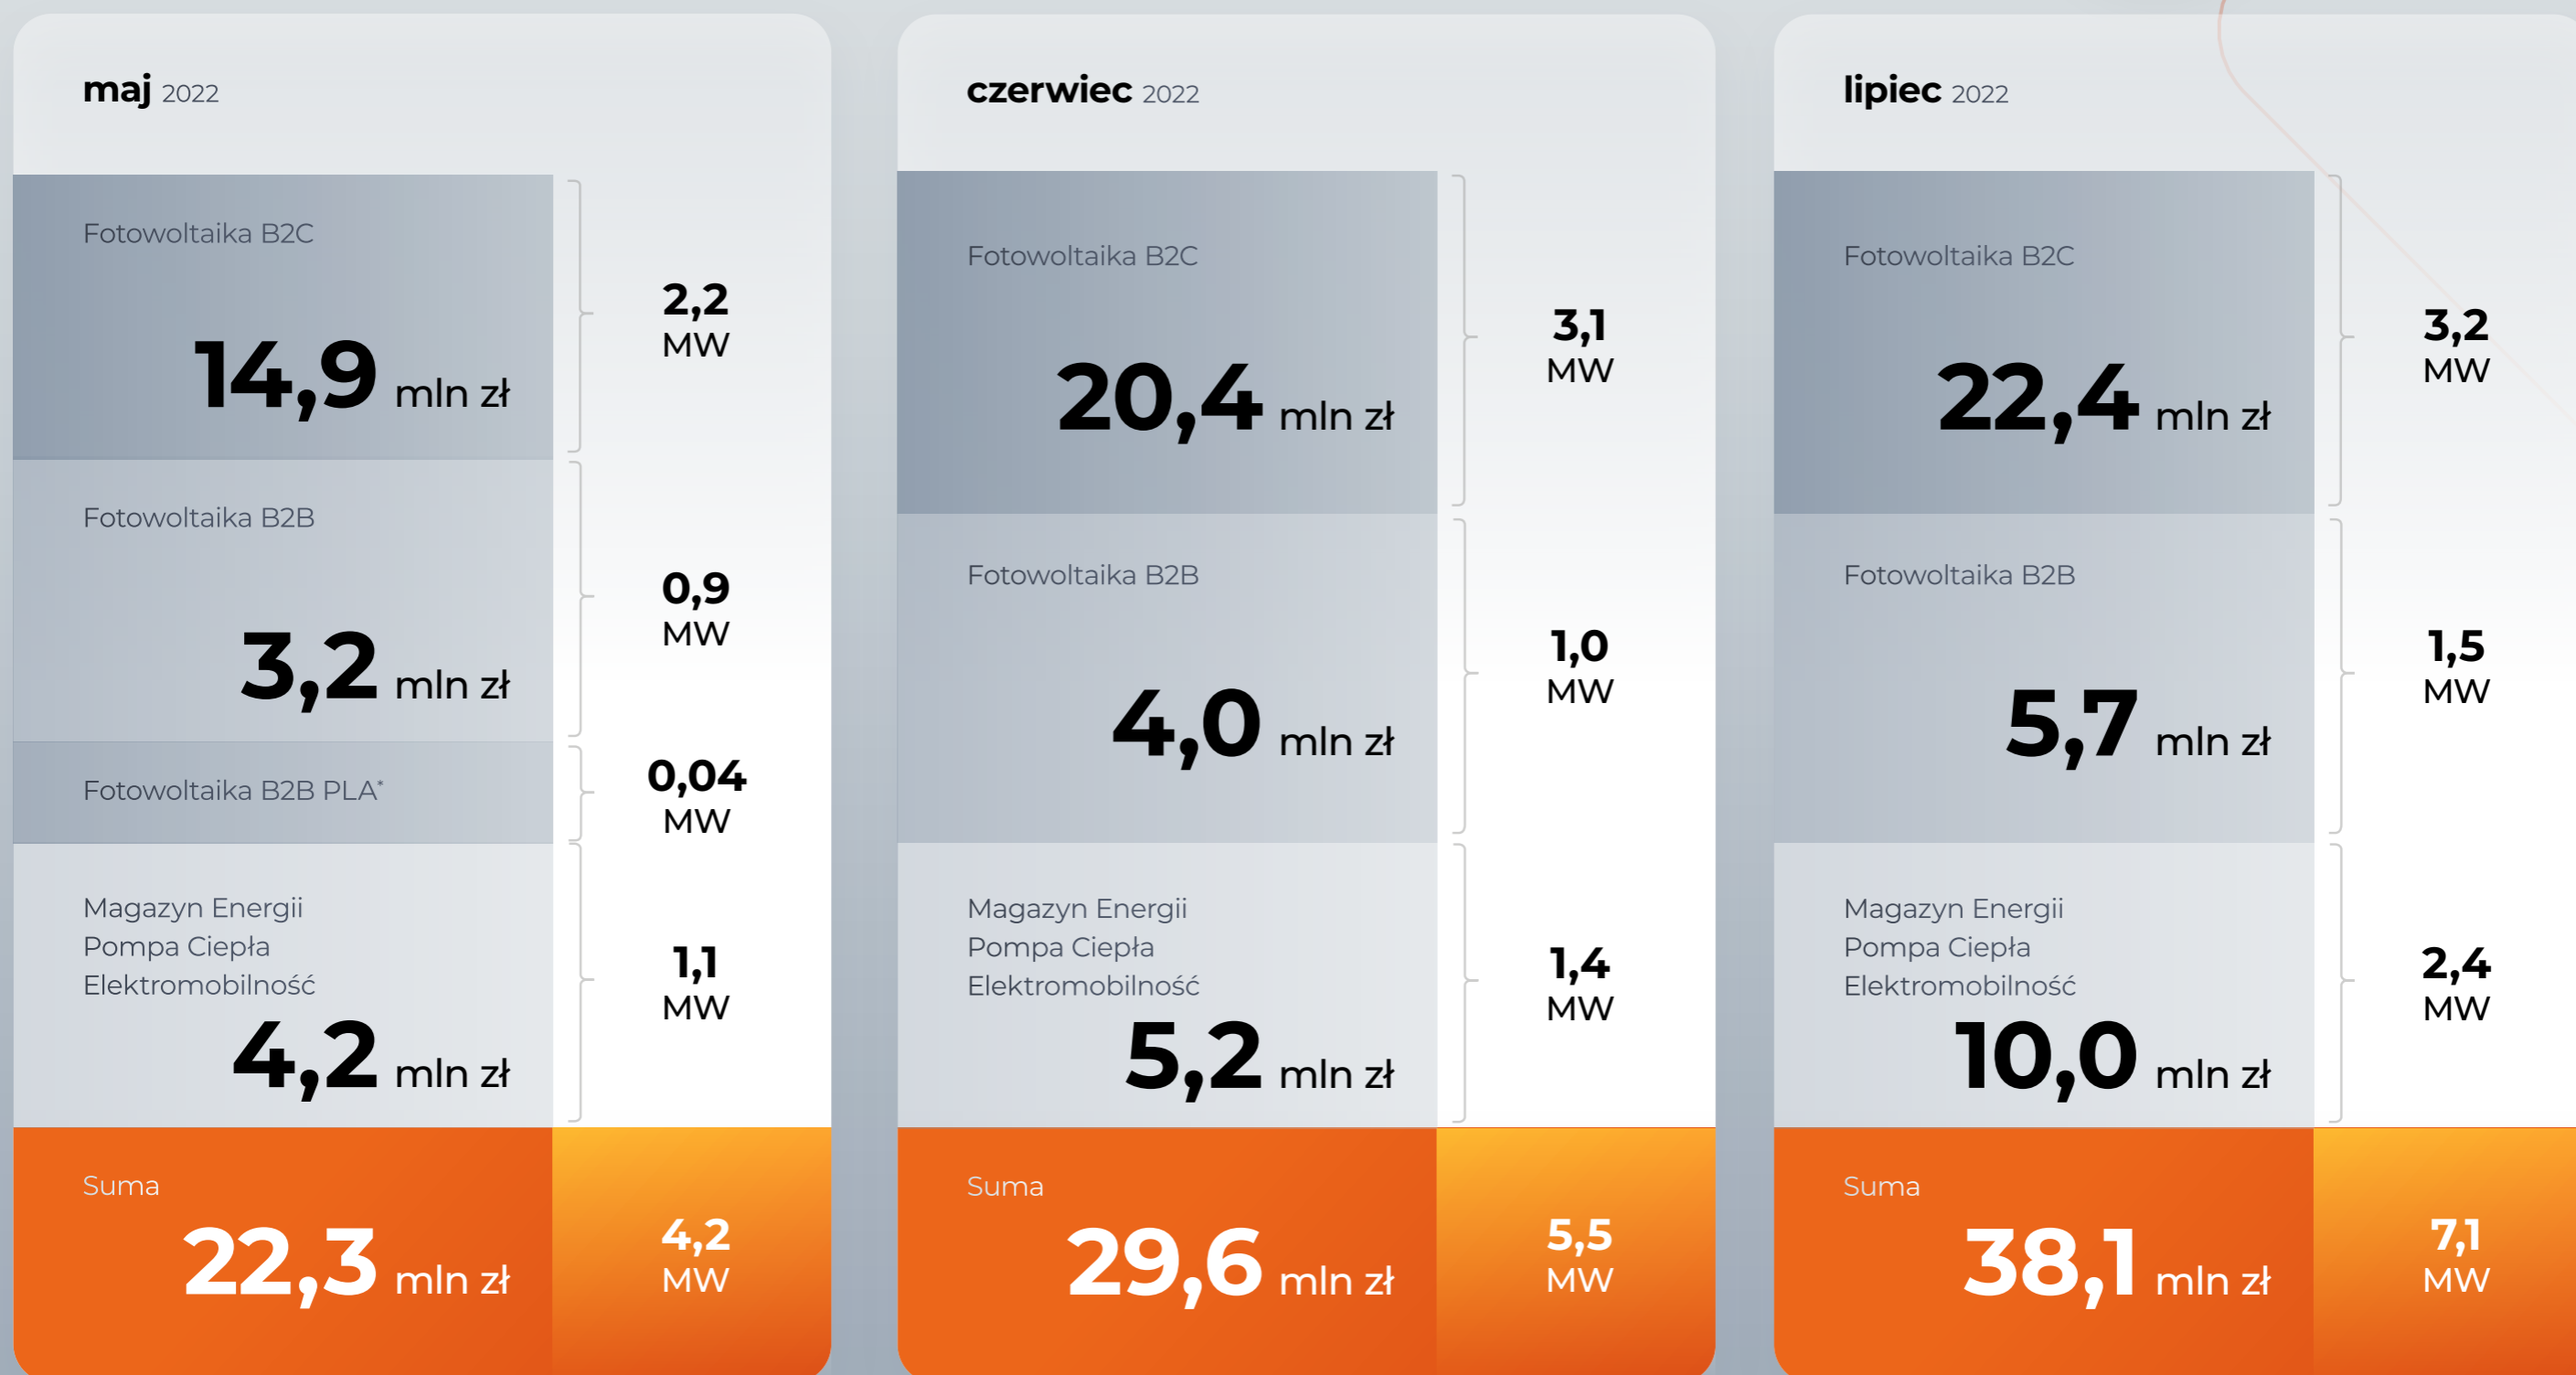 maj 2022
Fotowoltaika B2C
14,9 mln zł
2,2
MW
Fotowoltaika B2B
3,2 mln zł
0,9
MW
Fotowoltaika B2B PLA*
0,04
MW
Magazyn Energii
Pompa Ciepła
Elektromobilność
4,2 mln zł
1,1
MW
Suma
22,3 mln zł
4,2
MW
czerwiec 2022
Fotowoltaika B2C
20,4 mln zł
3,1
MW
Fotowoltaika B2B
4,0 mln zł
1,0
MW
Magazyn Energii
Pompa Ciepła
Elektromobilność
5,2 mln zł
1,4
MW
Suma
29,6 mln zł
5,5
MW
lipiec 2022
Fotowoltaika B2C
22,4 mln zł
3,2
MW
Fotowoltaika B2B
5,7 mln zł
1,5
MW
Magazyn Energii
Pompa Ciepła
Elektromobilność
10,0 mln zł
2,4
MW
Suma
38,1 mln zł
7,1
MW